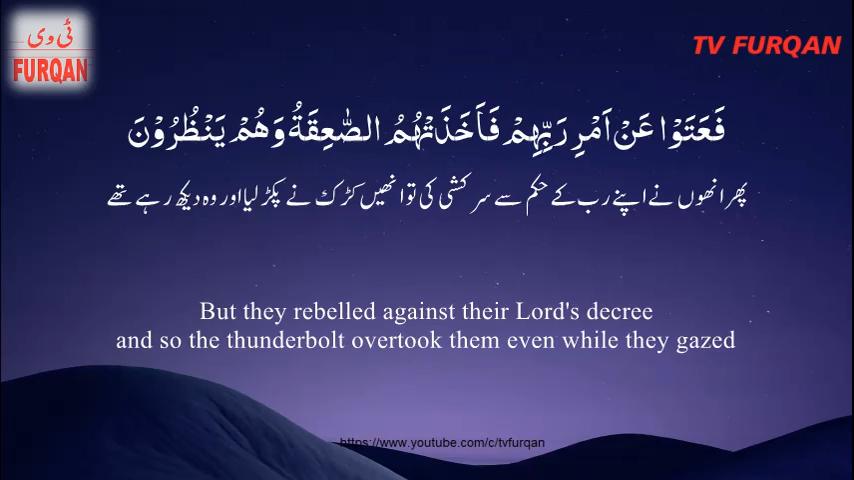 ٹی وی
FURQAN
TV FURQAN
فَعَتَوْا عَنْ اَمْرِ رَبِّهِمْ فَاَخَذَتْهُمُ الصّٰعِقَةُ وَهُمْ يَنْظُرُوْنَ
پھر انھوں نے اپنے رب کے حکم سے سرکشی کی تو انھیں کڑک نے پکڑ لیا اور وہ دیکھ رہے تھے
But they rebelled against their Lord's decree
and so the thunderbolt overtook them even while they gazed
https://www.youtube.com/c/tvfurqan